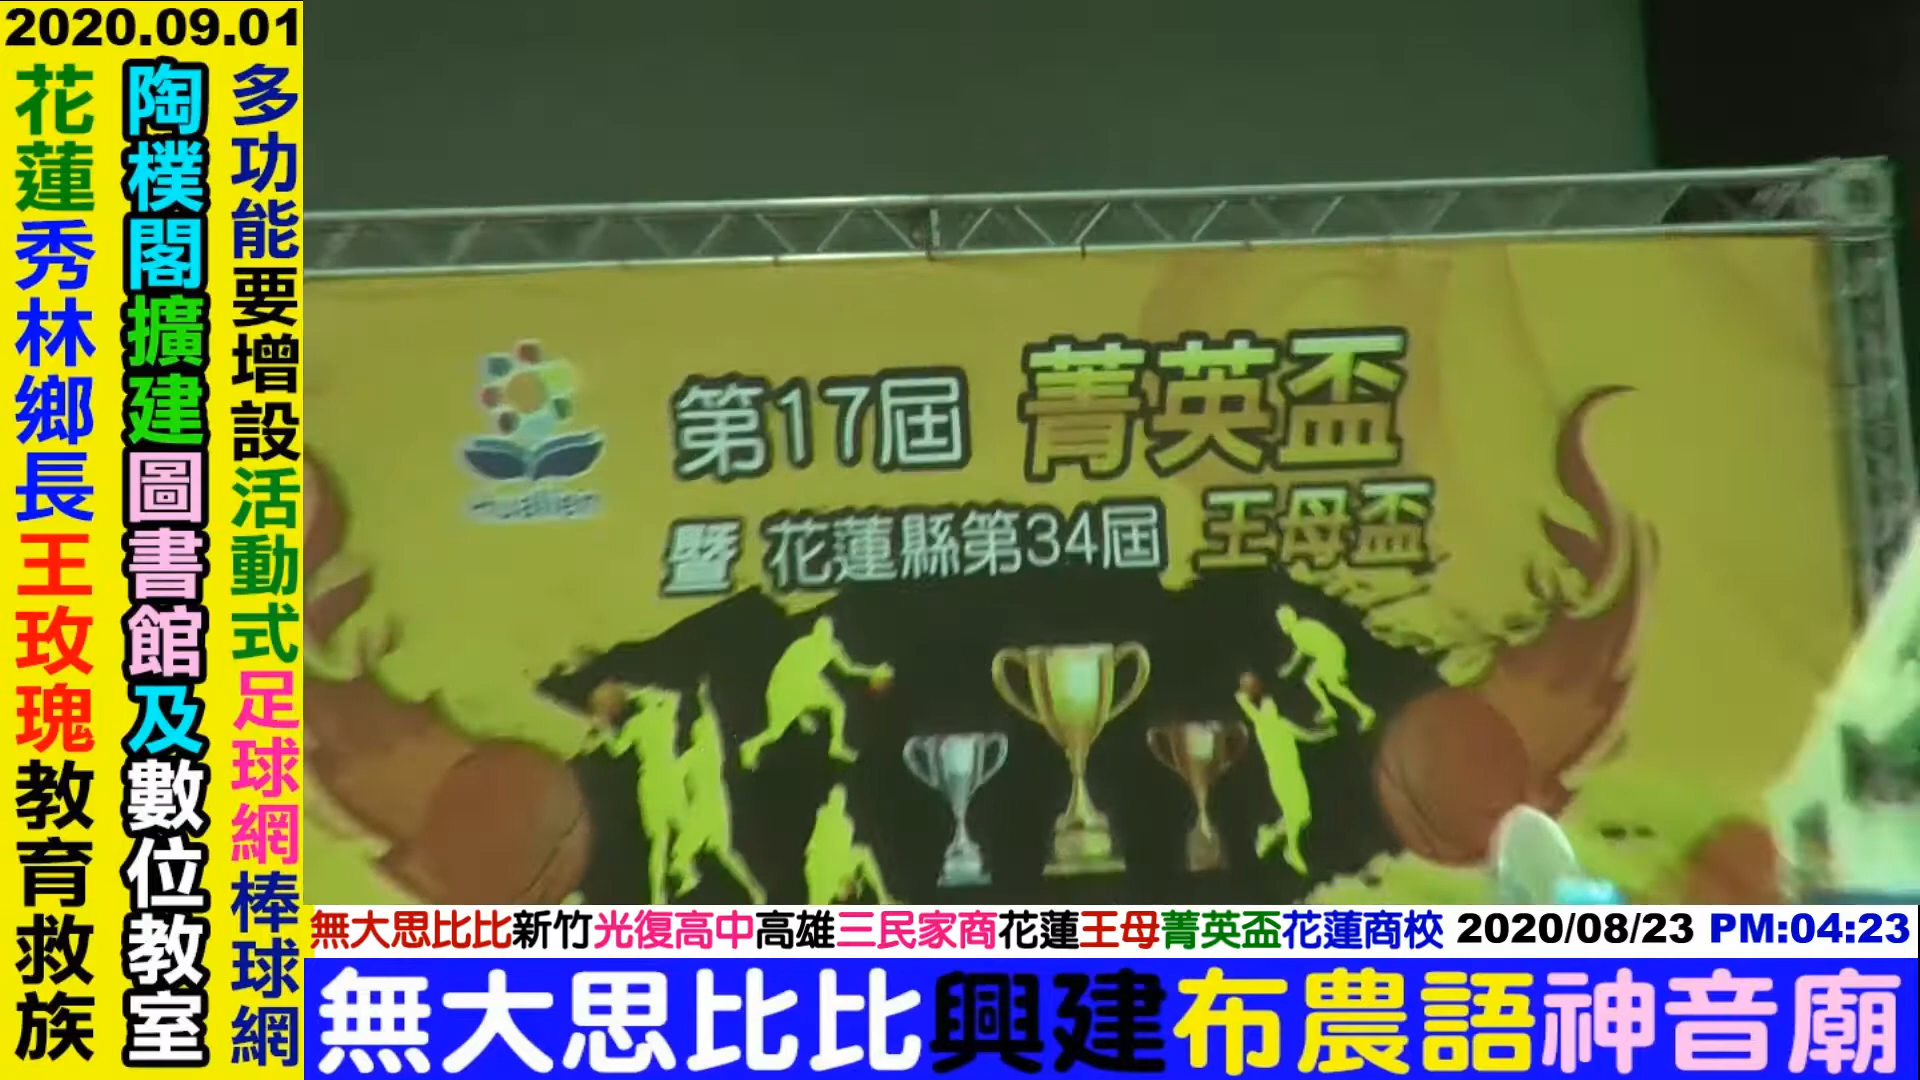 2020.09.01
多功能要增設活動式足球網棒球網
陶樸閣擴建圖書館及數位教室
花蓮秀林鄉長王玫瑰教育救族
Hualien
第17屆 菁英盃
暨 花蓮縣第34屆 王母盃
無大思比比新竹光復高中高雄三民家商花蓮王母菁英盃花蓮商校 2020/08/23 PM:04:23
無大思比比興建布農語神音廟